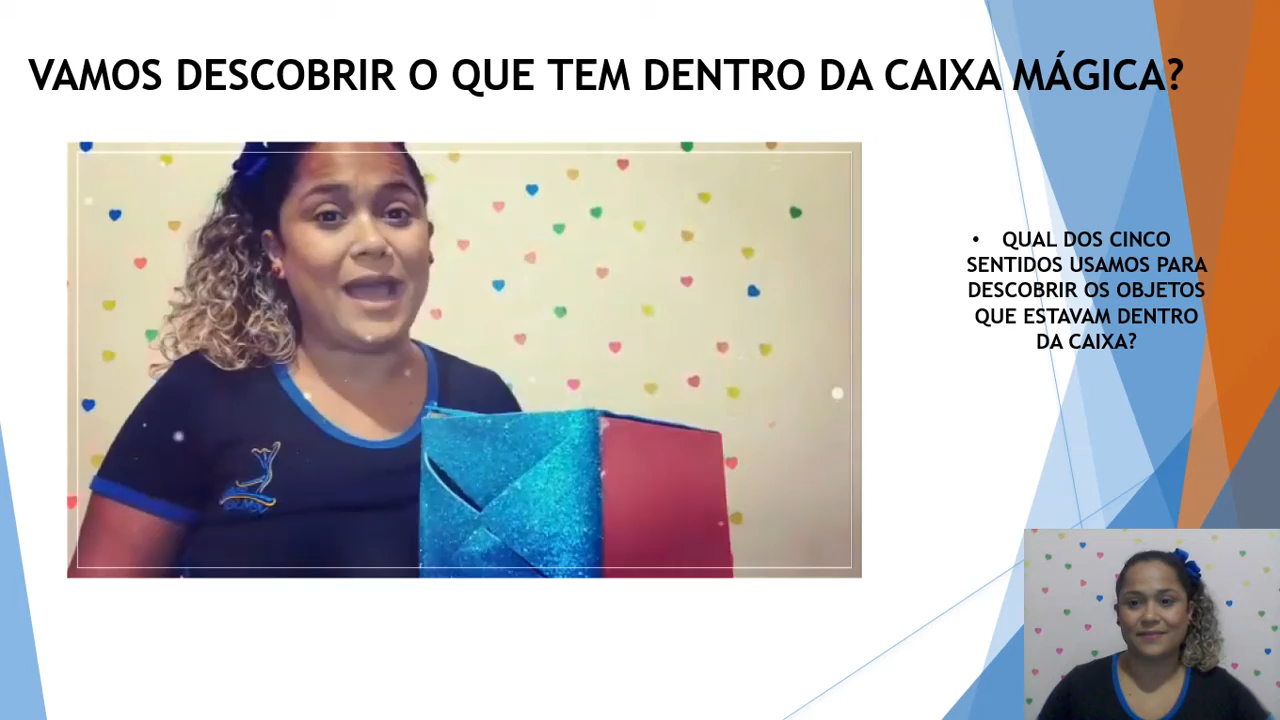 VAMOS DESCOBRIR O QUE TEM DENTRO DA CAIXA MÁGICA?
• QUAL DOS CINCO
SENTIDOS USAMOS PARA
DESCOBRIR OS OBJETOS
QUE ESTAVAM DENTRO
DA CAIXA?